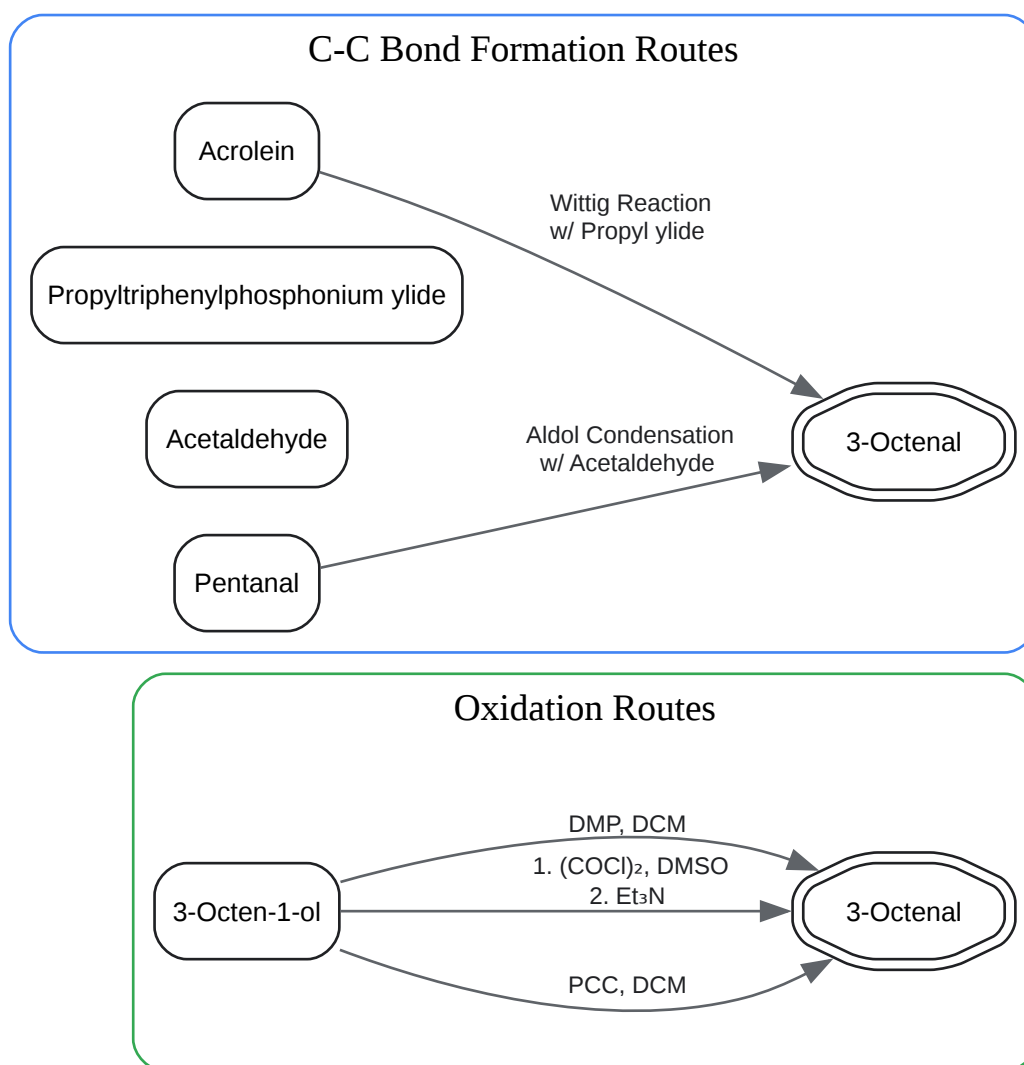 C-C Bond Formation Routes
Acrolein
Wittig Reaction
w/ Propyl ylide
Propyltriphenylphosphonium ylide
Acetaldehyde
Aldol Condensation
w/ Acetaldehyde
3-Octenal
Pentanal
Oxidation Routes
DMP, DCM
1. (COCl)₂, DMSO
2. Et₃N
3-Octen-1-ol
3-Octenal
PCC, DCM